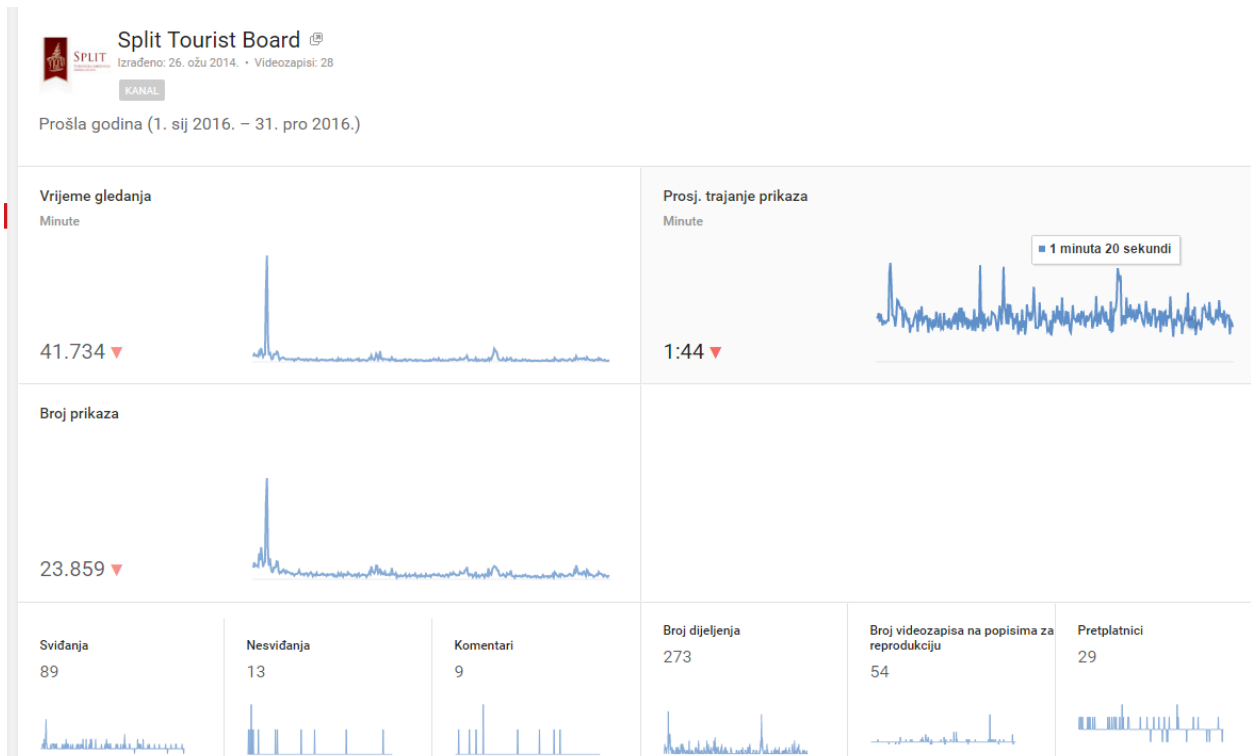 Split Tourist Board
SPLIT
Izrađeno: 26. ožu 2014. • Videozapisi: 28
KANAL
Prošla godina (1. sij 2016. – 31. pro 2016.)
Vrijeme gledanja
Minute
41.734
Prosj. trajanje prikaza
Minute
1 minuta 20 sekundi
1:44
Broj prikaza
23.859
Sviđanja
89
Nesviđanja
13
Komentari
9
Broj dijeljenja
273
Broj videozapisa na popisima za
reprodukciju
54
Pretplatnici
29